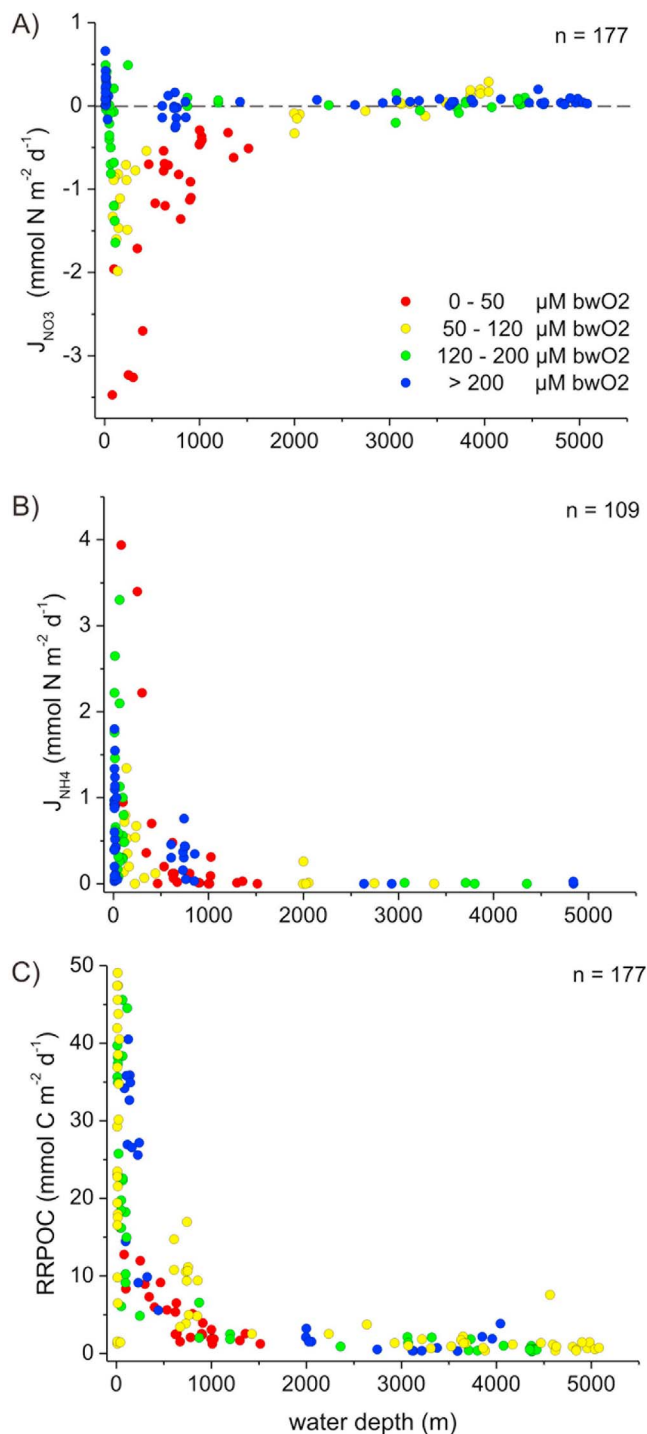 A)
n = 177
1
0
-1
-2
-3
J_NO3 (mmol N m⁻² d⁻¹)
0 - 50 µM bwO2
50 - 120 µM bwO2
120 - 200 µM bwO2
> 200 µM bwO2
0 1000 2000 3000 4000 5000
B)
n = 109
4
3
2
1
0
J_NH4 (mmol N m⁻² d⁻¹)
0 1000 2000 3000 4000 5000
C)
n = 177
50
40
30
20
10
0
RRPOC (mmol C m⁻² d⁻¹)
0 1000 2000 3000 4000 5000
water depth (m)